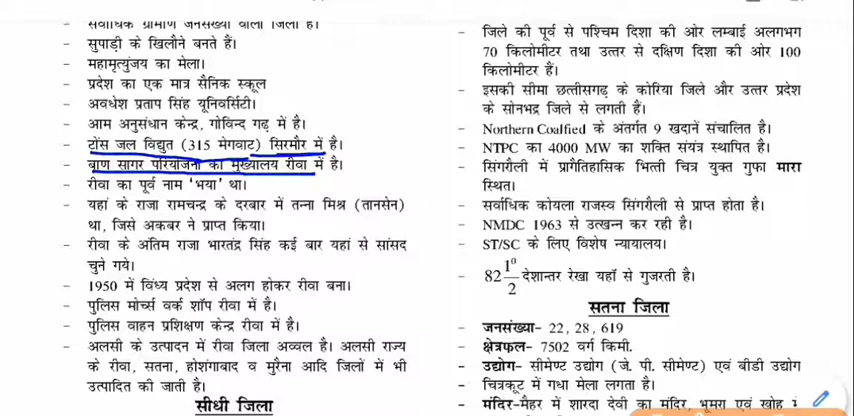 सर्वाधिक ग्रामीण जनसंख्या वाला जिला है।
- सुपाड़ी के खिलौने बनते हैं।
- महामृत्युंजय का मेला।
- प्रदेश का एक मात्र सैनिक स्कूल
- अवधेश प्रताप सिंह यूनिवर्सिटी।
- आम अनुसंधान केन्द्र, गोविन्द गढ़ में है।
- टोंस जल विद्युत (315 मेगवाट) सिरमौर में है।
- बाण सागर परियोजना का मुख्यालय रीवा में है।
- रीवा का पूर्व नाम 'भया' था।
- यहां के राजा रामचन्द्र के दरबार में तन्ना मिश्र (तानसेन)
था, जिसे अकबर ने प्राप्त किया।
- रीवा के अंतिम राजा भारतंद्र सिंह कई बार यहां से सांसद
चुने गये।
- 1950 में विंध्य प्रदेश से अलग होकर रीवा बना।
- पुलिस मोर्च्स वर्क शॉप रीवा में है।
- पुलिस वाहन प्रशिक्षण केन्द्र रीवा में है।
- अलसी के उत्पादन में रीवा जिला अव्वल है। अलसी राज्य
के रीवा, सतना, होशंगाबाद व मुरैना आदि जिलों में भी
उत्पादित की जाती है।
सीधी जिला
- जिले की पूर्व से पश्चिम दिशा की ओर लम्बाई अलगभग
70 किलोमीटर तथा उत्तर से दक्षिण दिशा की ओर 100
किलोमीटर हैं।
- इसकी सीमा छत्तीसगढ़ के कोरिया जिले और उत्तर प्रदेश
के सोनभद्र जिले से लगती हैं।
- Northern Coalfied के अंतर्गत 9 खदानें संचालित है।
- NTPC का 4000 MW का शक्ति संयंत्र स्थापित है।
- सिंगरौली में प्रागैतिहासिक भित्ती चित्र युक्त गुफा मारा
स्थित।
- सर्वाधिक कोयला राजस्व सिंगरौली से प्राप्त होता है।
- NMDC 1963 से उत्खन्न कर रही है।
- ST/SC के लिए विशेष न्यायालय।
- 82 1⁰/2 देशान्तर रेखा यहॉ से गुजरती है।
सतना जिला
- जनसंख्या- 22, 28, 619
- क्षेत्रफल- 7502 वर्ग किमी.
- उद्योग- सीमेण्ट उद्योग (जे. पी. सीमेण्ट) एवं बीडी उद्योग
- चित्रकूट में गधा मेला लगता है।
- मंदिर- मैहर में शारदा देवी का मंदिर, भूमरा एवं खोह